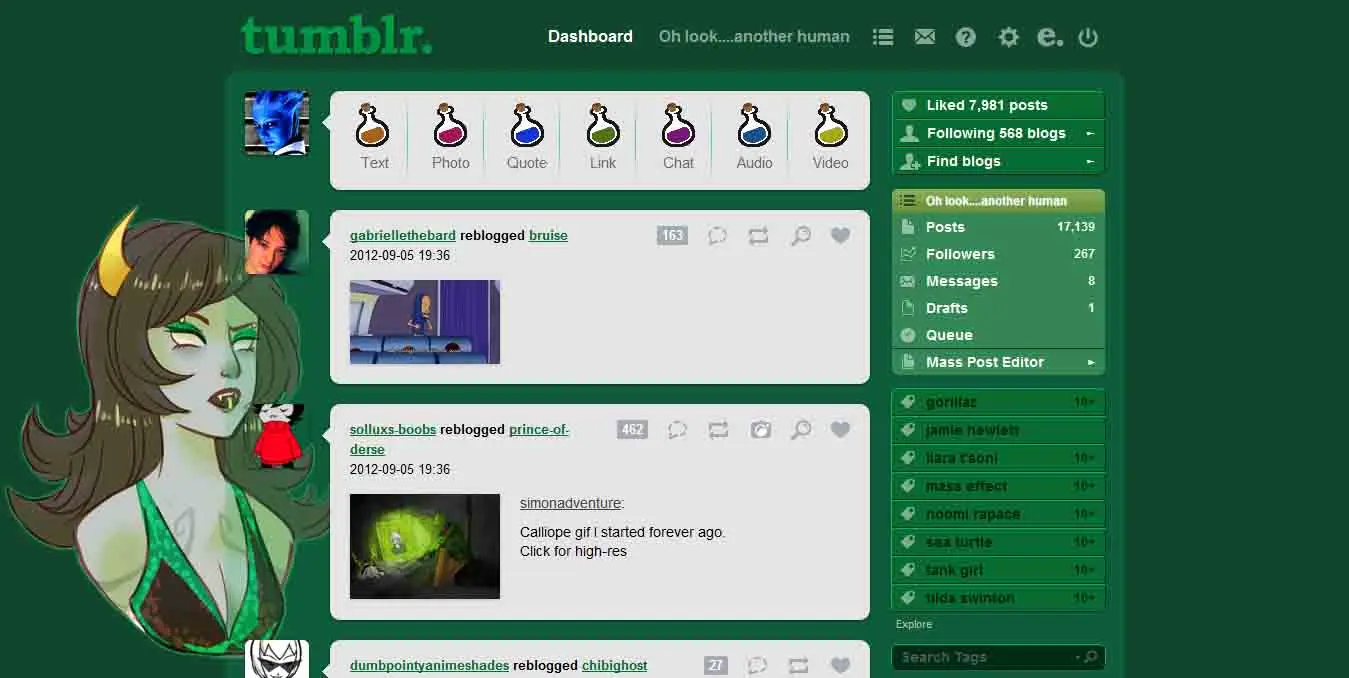 tumblr.
Dashboard
Oh look....another human
Text
Photo
Quote
Link
Chat
Audio
Video
gabriellethebard reblogged bruise
163
2012-09-05 19:36
solluxs-boobs reblogged prince-of-
derse
462
2012-09-05 19:36
simonadventure:
Calliope gif I started forever ago.
Click for high-res
dumbpointyanimeshades reblogged chibighost
27
Liked 7,981 posts
Following 568 blogs
Find blogs
Oh look....another human
Posts 17,139
Followers 267
Messages 8
Drafts 1
Queue
Mass Post Editor
gorillaz 10+
jamie hewlett
liara t'soni 10+
mass effect 10+
noomi rapace 10+
sea turtle 10+
tank girl 10+
tilda swinton 10+
Explore
Search Tags